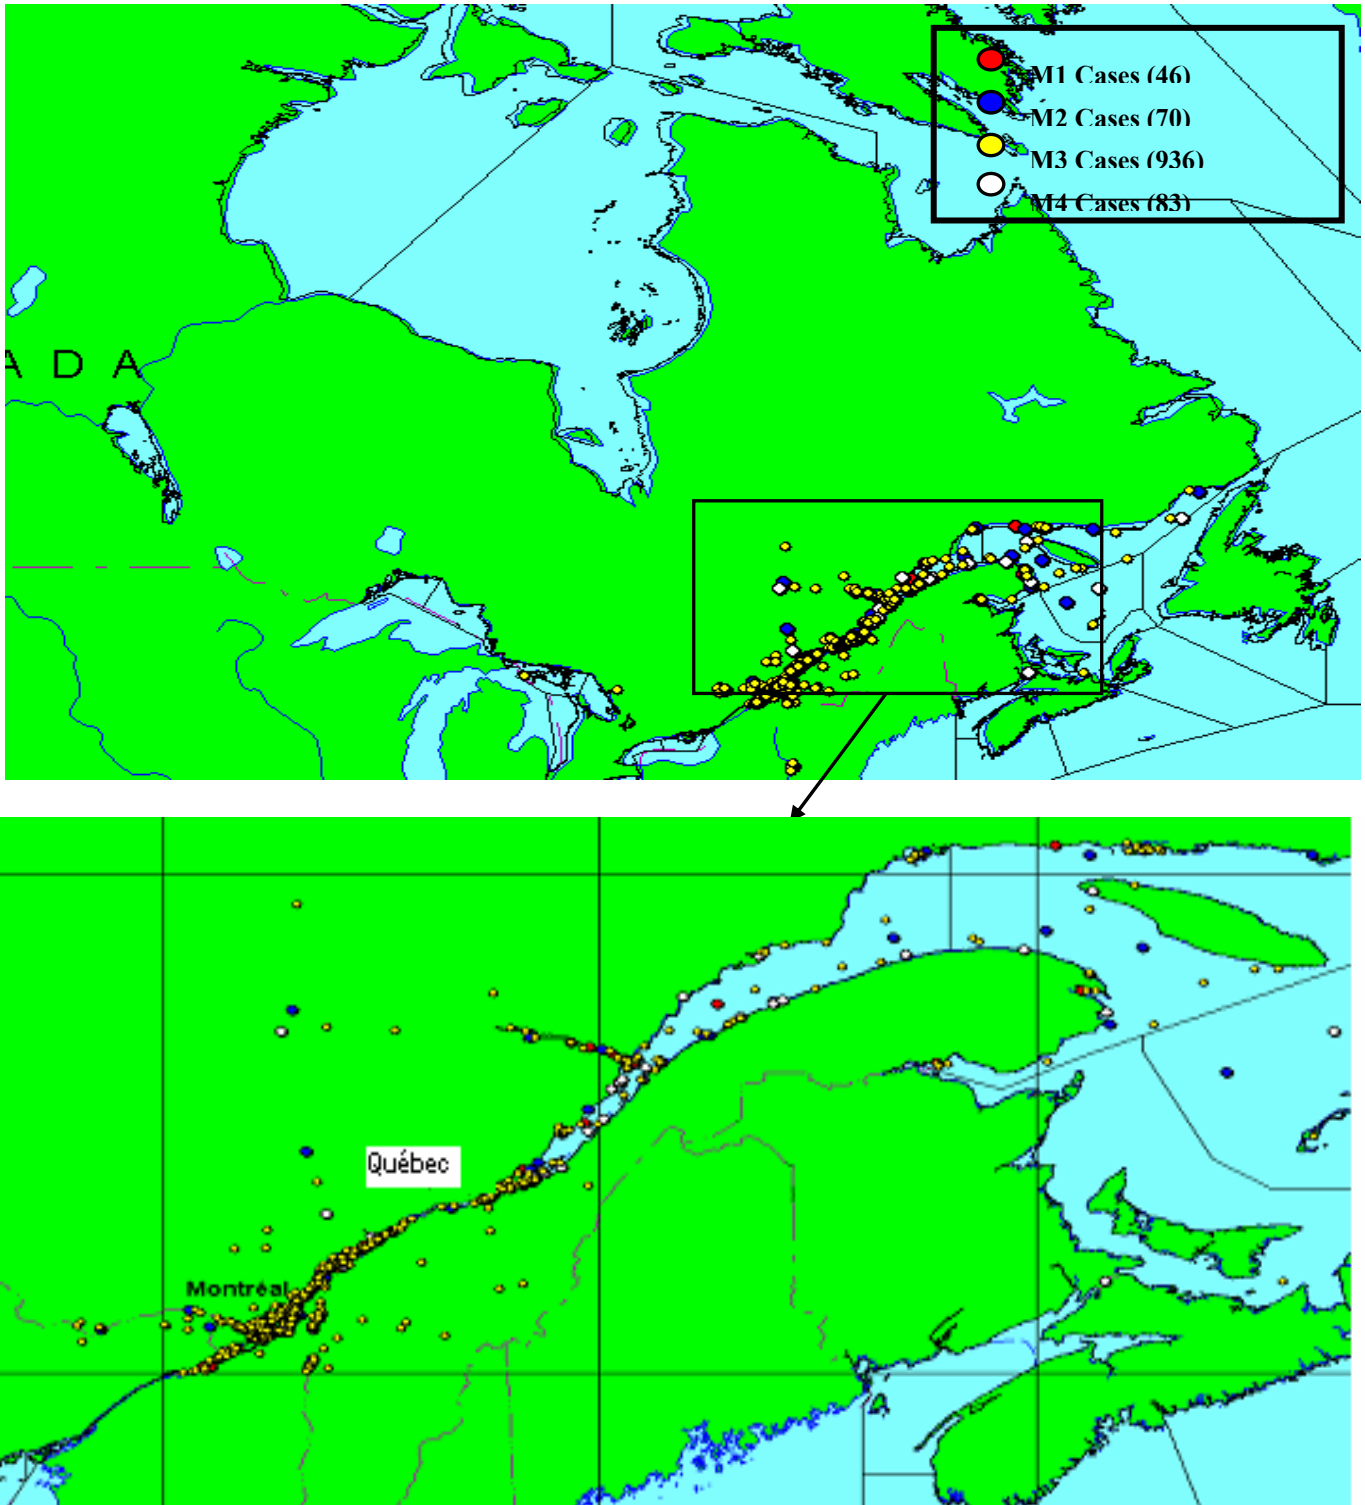 M1 Cases (46)
M2 Cases (70)
M3 Cases (936)
M4 Cases (83)
A D A
Québec
Montréal